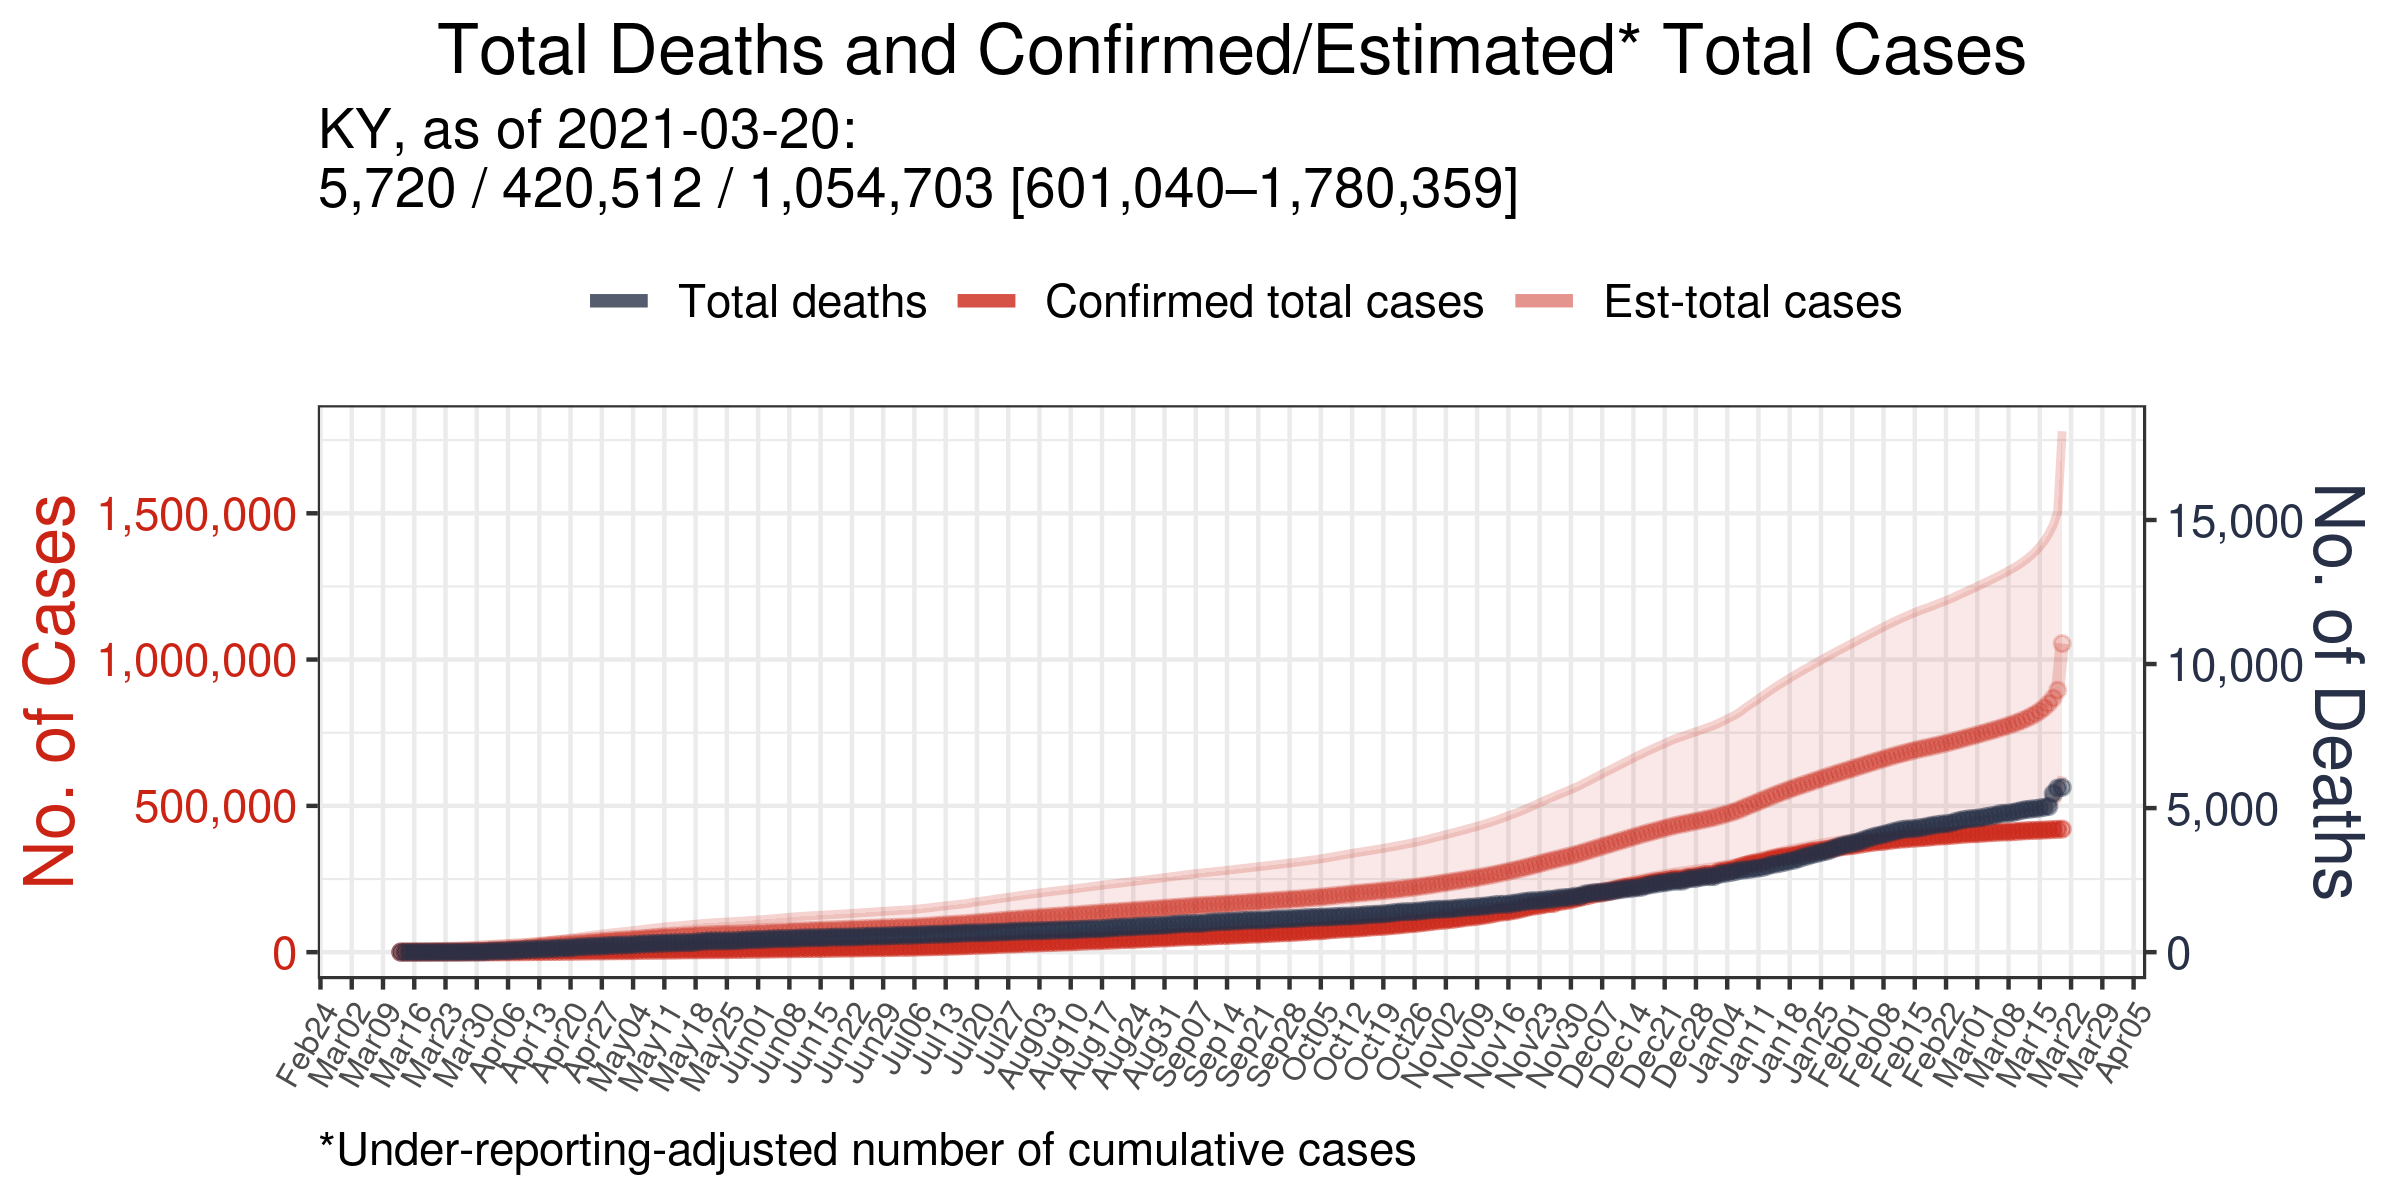 Total Deaths and Confirmed/Estimated* Total Cases
KY, as of 2021-03-20:
5,720 / 420,512 / 1,054,703 [601,040–1,780,359]
Total deaths
Confirmed total cases
Est-total cases
No. of Cases
1,500,000
1,000,000
500,000
0
15,000
10,000
5,000
0
No. of Deaths
Feb24
Mar02
Mar09
Mar16
Mar23
Mar30
Apr06
Apr13
Apr20
Apr27
May04
May11
May18
May25
Jun01
Jun08
Jun15
Jun22
Jun29
Jul06
Jul13
Jul20
Jul27
Aug03
Aug10
Aug17
Aug24
Aug31
Sep07
Sep14
Sep21
Sep28
Oct05
Oct12
Oct19
Oct26
Nov02
Nov09
Nov16
Nov23
Nov30
Dec07
Dec14
Dec21
Dec28
Jan04
Jan11
Jan18
Jan25
Feb01
Feb08
Feb15
Feb22
Mar01
Mar08
Mar15
Mar22
Mar29
Apr05
*Under-reporting-adjusted number of cumulative cases